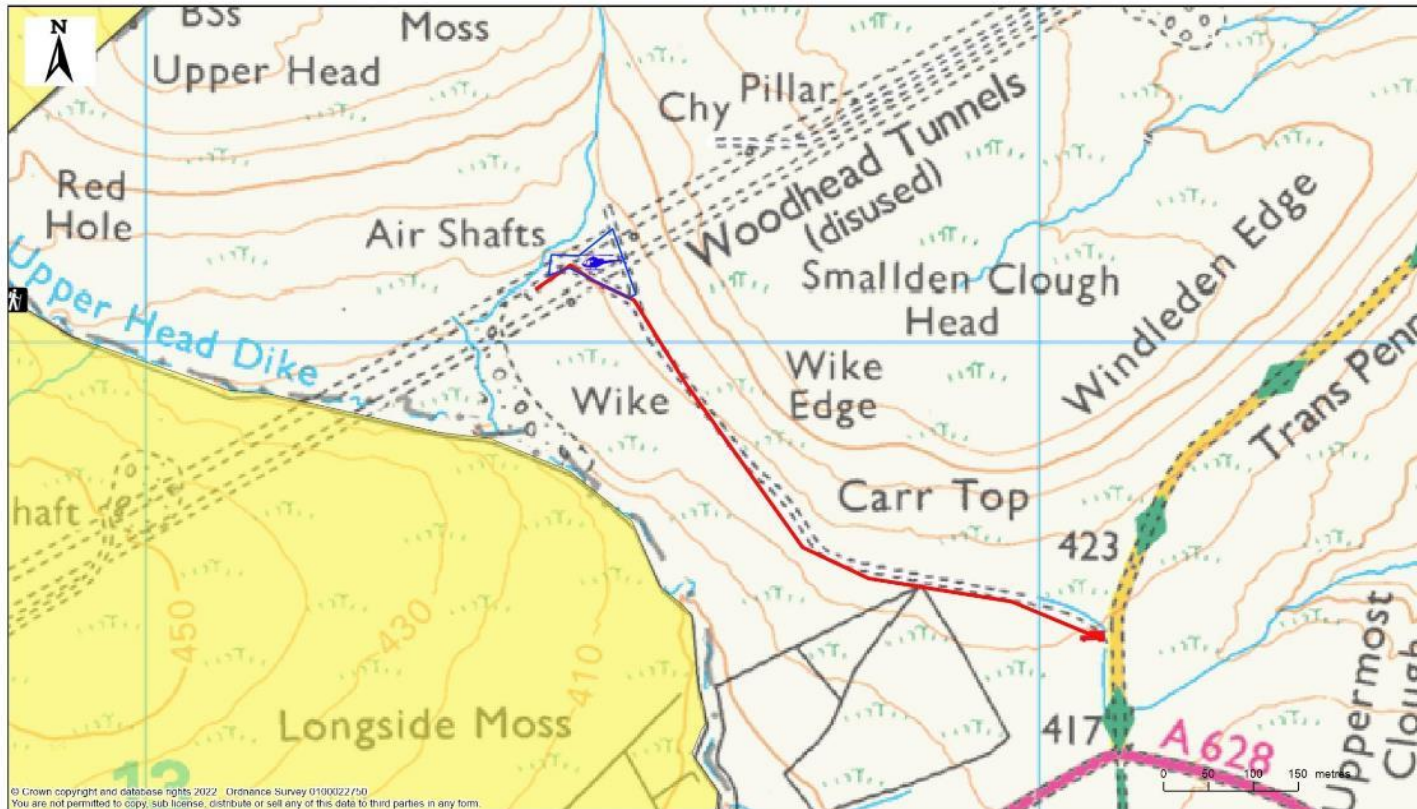 N
BSs
Moss
Upper Head
Pillar
Chy
Woodhead Tunnels
(disused)
Red
Hole
Air Shafts
Upper Head Dike
Smallden Clough
Head
Windleden Edge
Wike
Edge
Wike
Trans Penn
Carr Top
haft
423
450
430
410
Longside Moss
417
A 628
Uppermost
Clough
12
0 50 100 150 metres
© Crown copyright and database rights 2022 Ordnance Survey 0100022750
You are not permitted to copy, sub license, distribute or sell any of this data to third parties in any form.